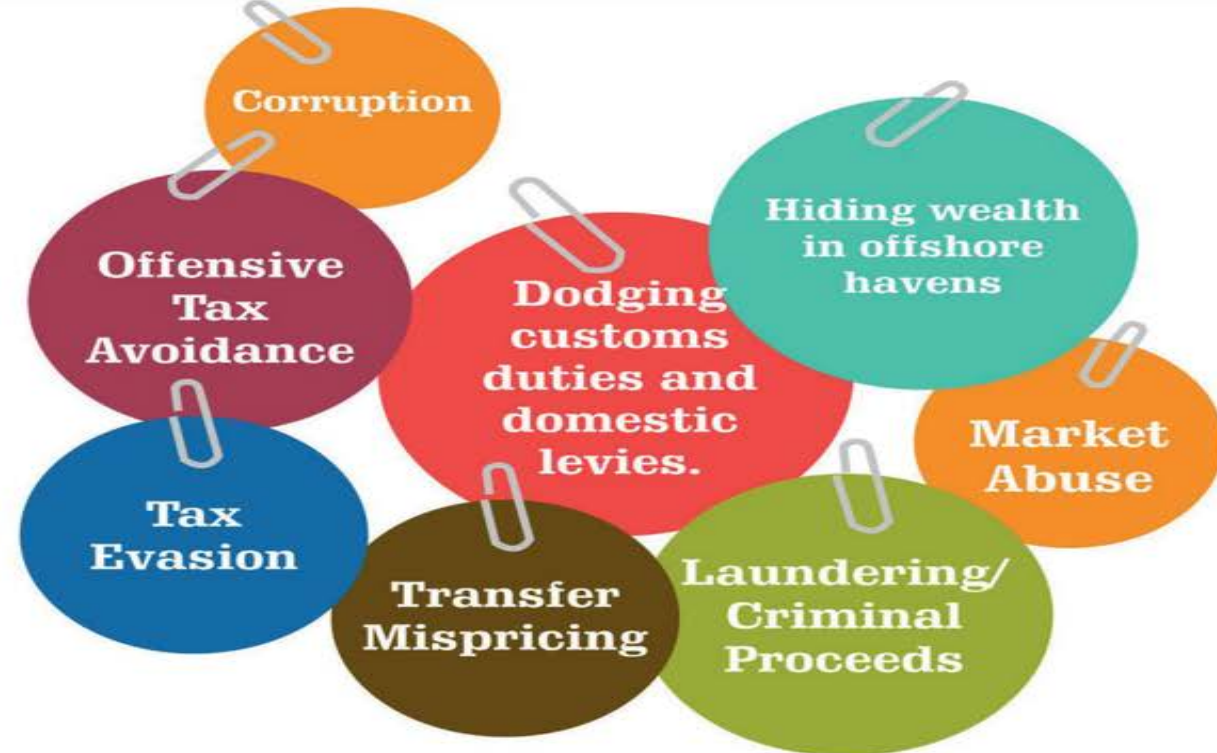 Corruption
Offensive
Tax
Avoidance
Hiding wealth
in offshore
havens
Dodging
customs
duties and
domestic
levies.
Market
Abuse
Tax
Evasion
Transfer
Mispricing
Laundering/
Criminal
Proceeds